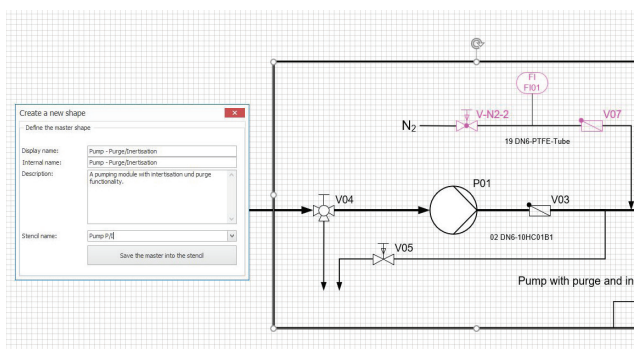 Create a new shape
Define the master shape
Display name: Pump - Purge/Inertisation
Internal name: Pump - Purge/Inertisation
Description: A pumping module with intertisation und purge
functionality.
Stencil name: Pump P/I
Save the master into the stencil
FI
FI01
V-N2-2
V07
N2
19 DN6-PTFE-Tube
P01
V04
V03
02 DN6-10HC01B1
V05
Pump with purge and in